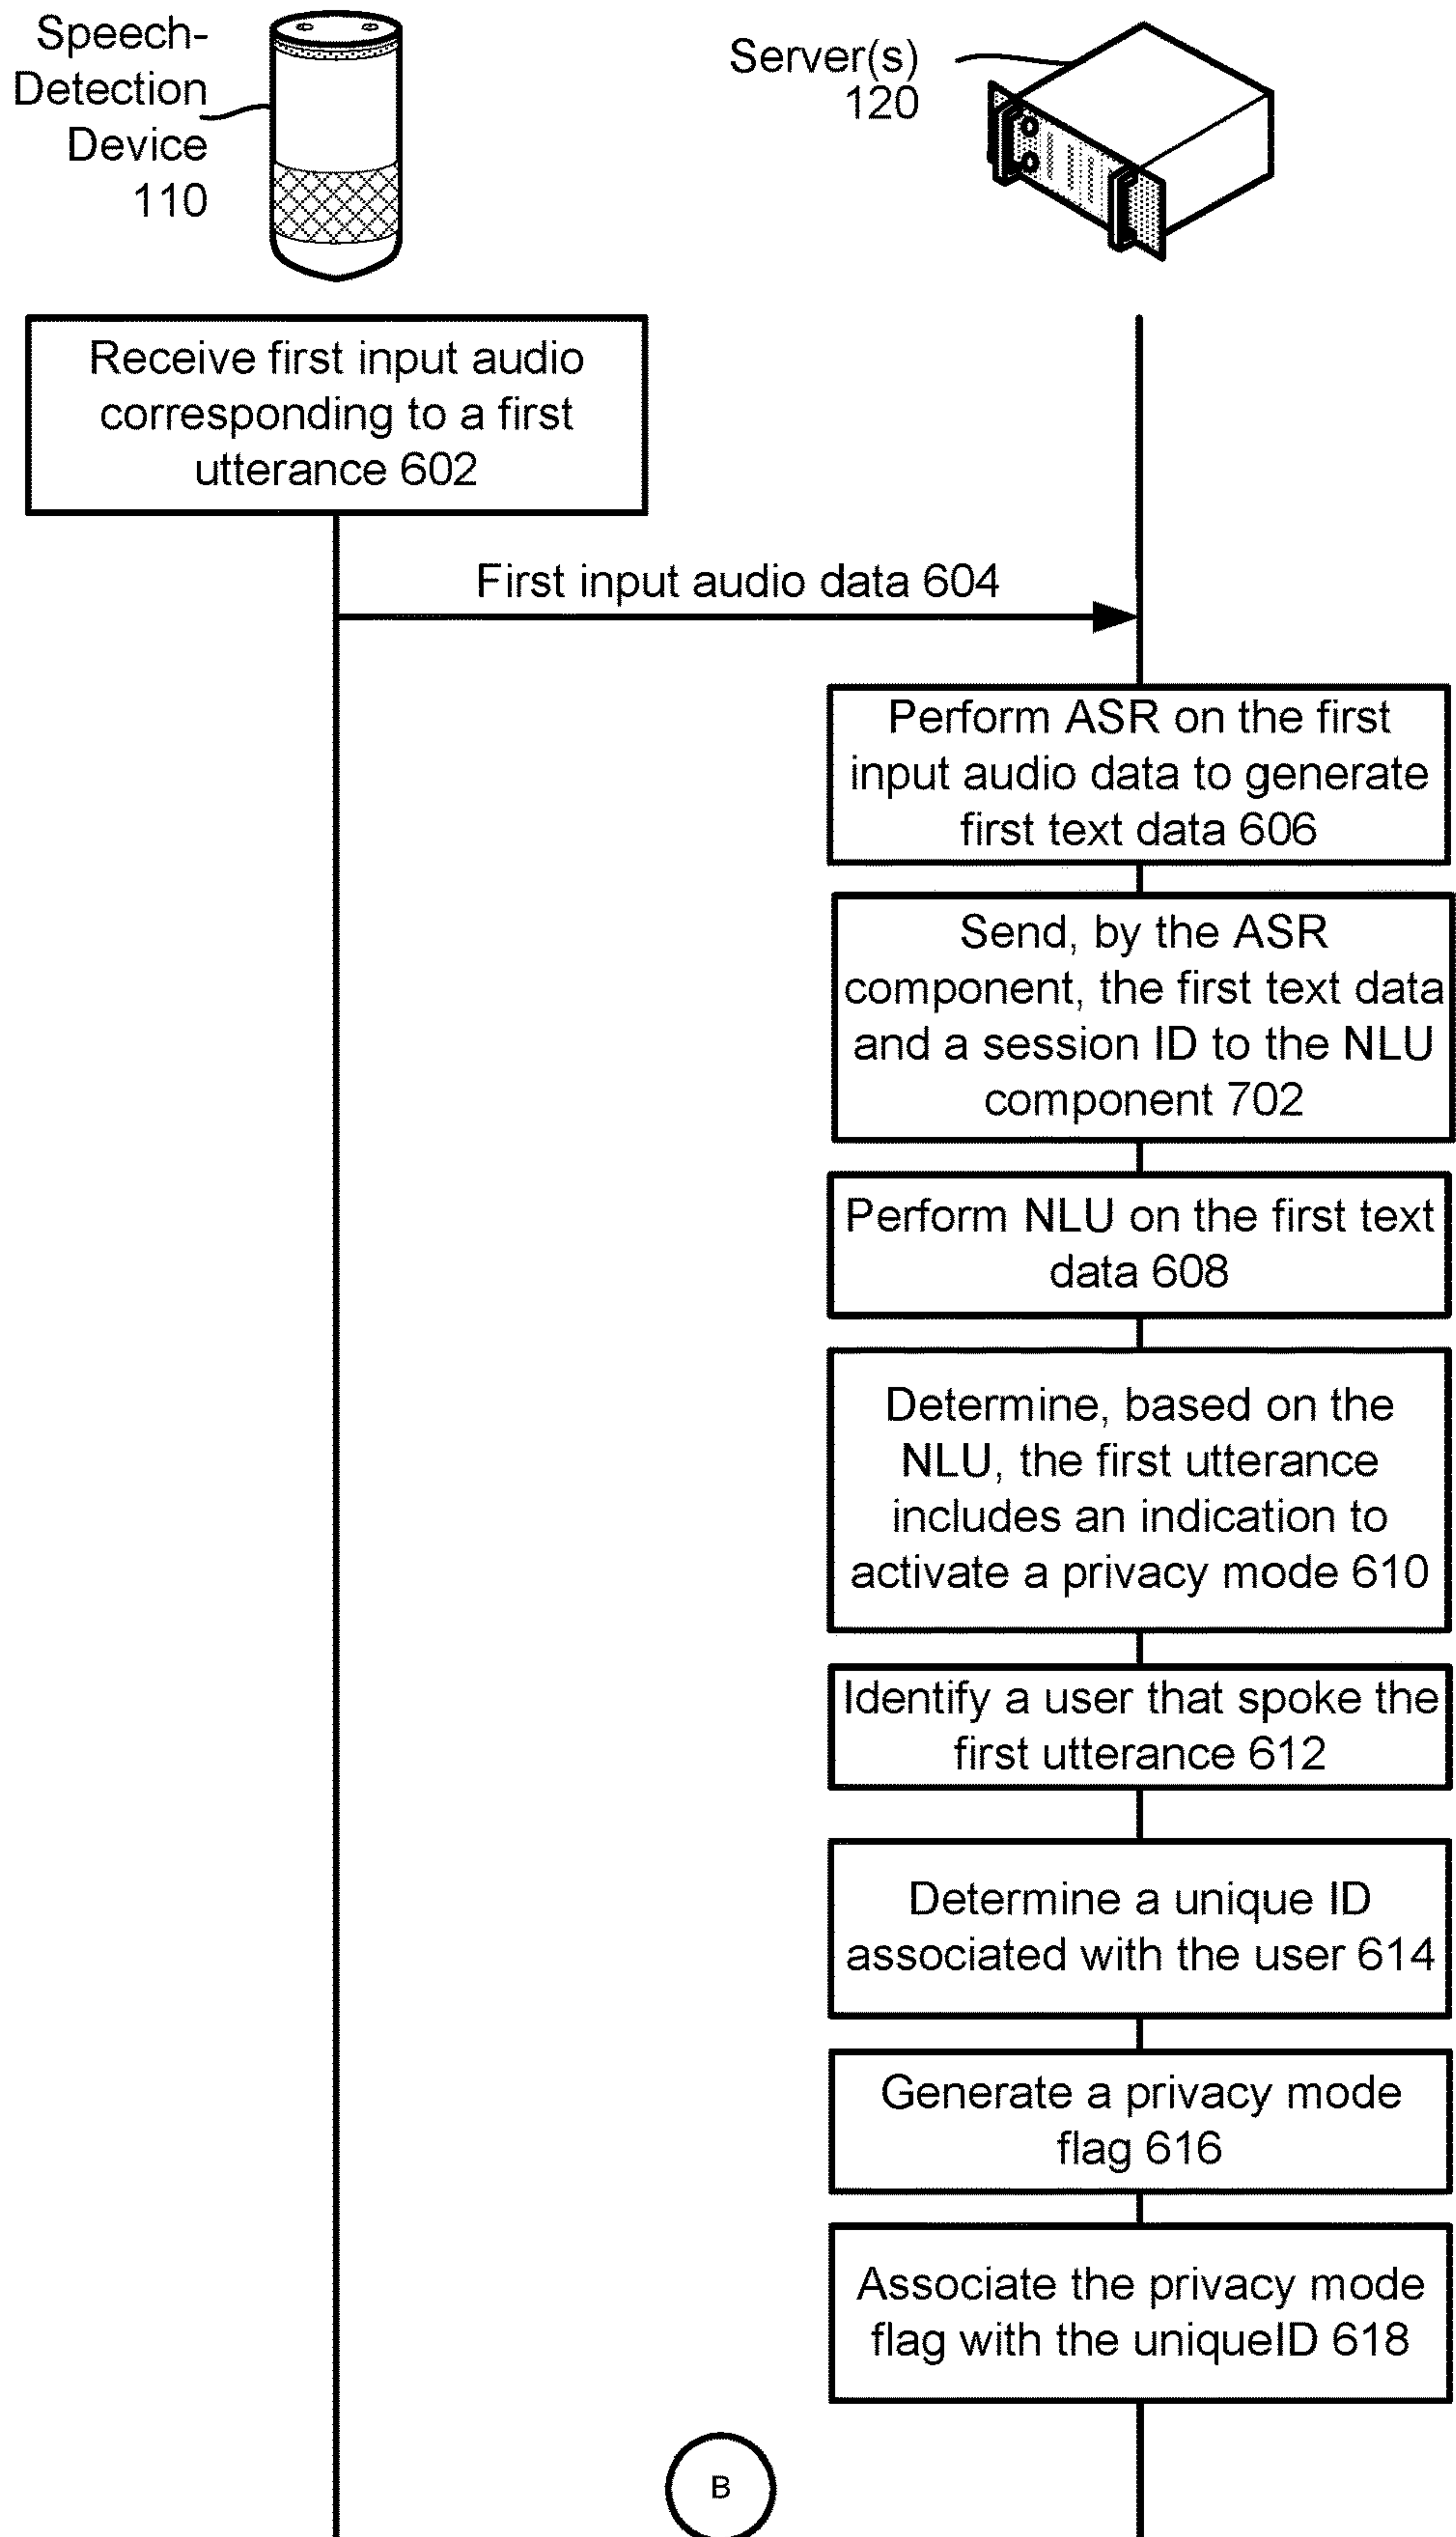 Speech-
Detection
Device
110
Server(s)
120
Receive first input audio
corresponding to a first
utterance 602
First input audio data 604
Perform ASR on the first
input audio data to generate
first text data 606
Send, by the ASR
component, the first text data
and a session ID to the NLU
component 702
Perform NLU on the first text
data 608
Determine, based on the
NLU, the first utterance
includes an indication to
activate a privacy mode 610
Identify a user that spoke the
first utterance 612
Determine a unique ID
associated with the user 614
Generate a privacy mode
flag 616
Associate the privacy mode
flag with the uniqueID 618
B